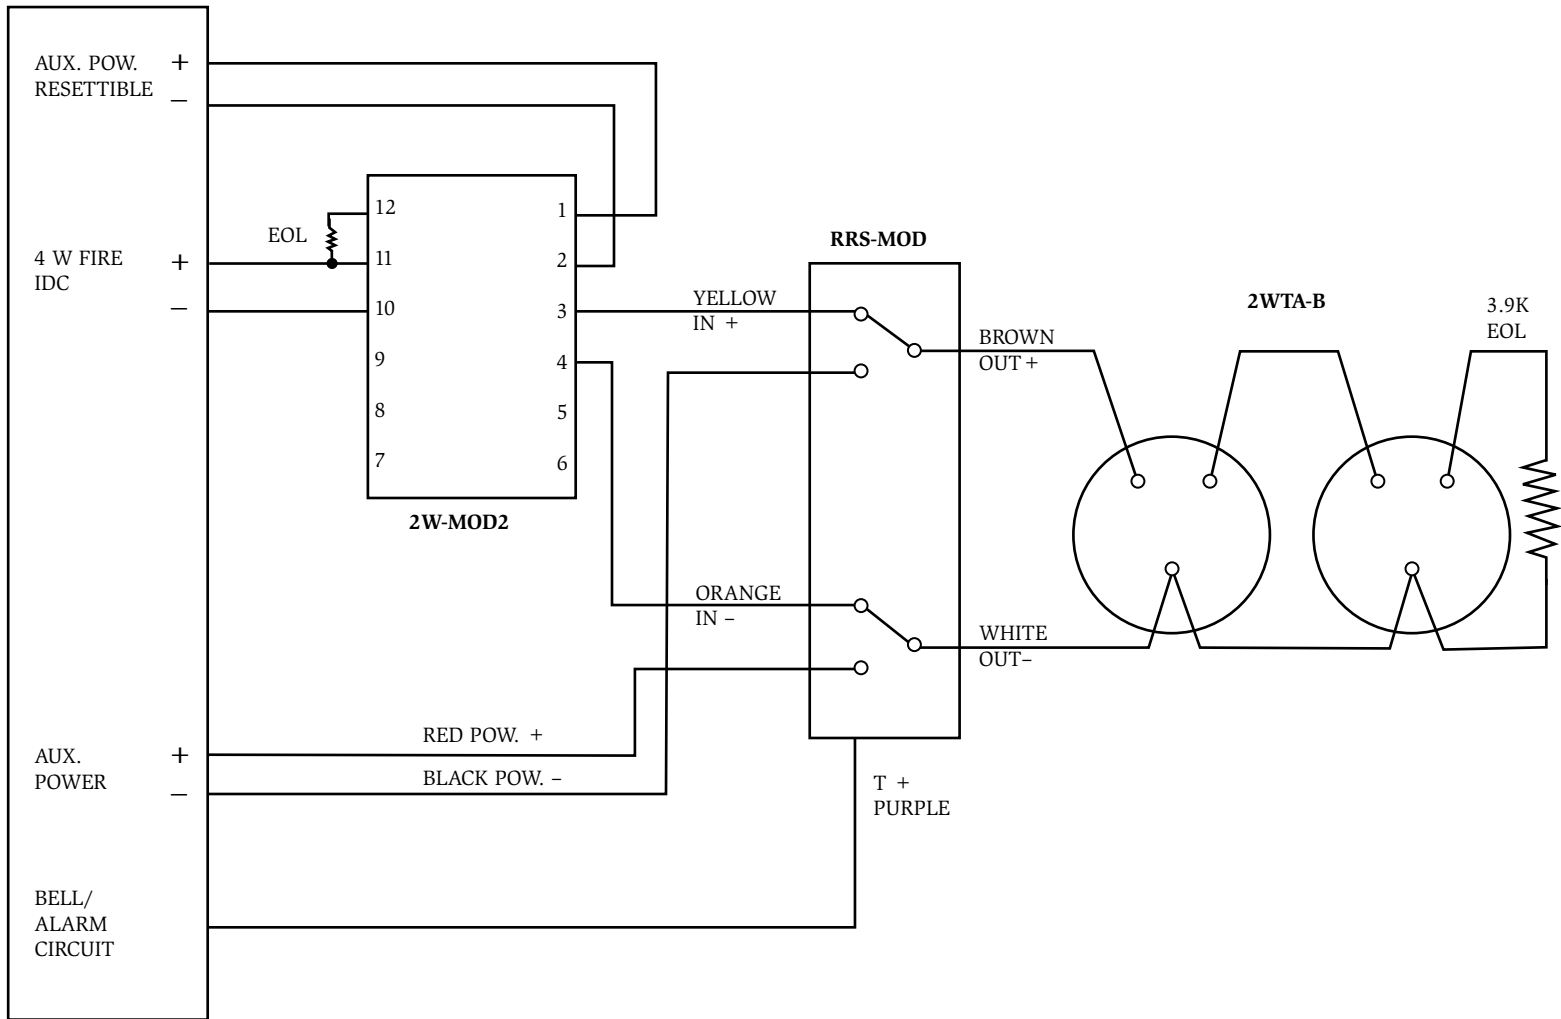 AUX. POW. +
RESETTIBLE –
12
1
EOL
RRS-MOD
4 W FIRE +
IDC
11
2
–
10
3
YELLOW
IN +
2WTA-B
3.9K
EOL
BROWN
OUT +
9
4
8
5
7
6
2W-MOD2
ORANGE
IN –
WHITE
OUT–
RED POW. +
AUX. +
POWER –
BLACK POW. –
T +
PURPLE
BELL/
ALARM
CIRCUIT